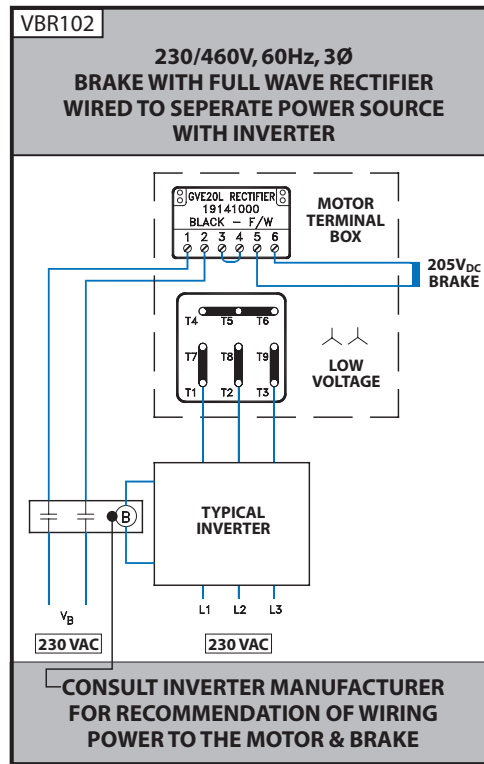 VBR102
230/460V, 60Hz, 3Ø
BRAKE WITH FULL WAVE RECTIFIER
WIRED TO SEPERATE POWER SOURCE
WITH INVERTER
GVE20L RECTIFIER
19141000
BLACK – F/W
1 2 3 4 5 6
MOTOR
TERMINAL
BOX
205VDC
BRAKE
T4 T5 T6
T7 T8 T9
T1 T2 T3
LOW
VOLTAGE
B
TYPICAL
INVERTER
VB
L1 L2 L3
230 VAC
230 VAC
CONSULT INVERTER MANUFACTURER
FOR RECOMMENDATION OF WIRING
POWER TO THE MOTOR & BRAKE